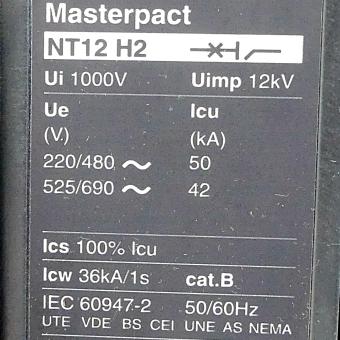 Masterpact
NT12 H2
Ui 1000V Uimp 12kV
Ue Icu
(V.) (kA)
220/480 ~ 50
525/690 ~ 42
Ics 100% Icu
Icw 36kA/1s cat.B
IEC 60947-2 50/60Hz
UTE VDE BS CEI UNE AS NEMA